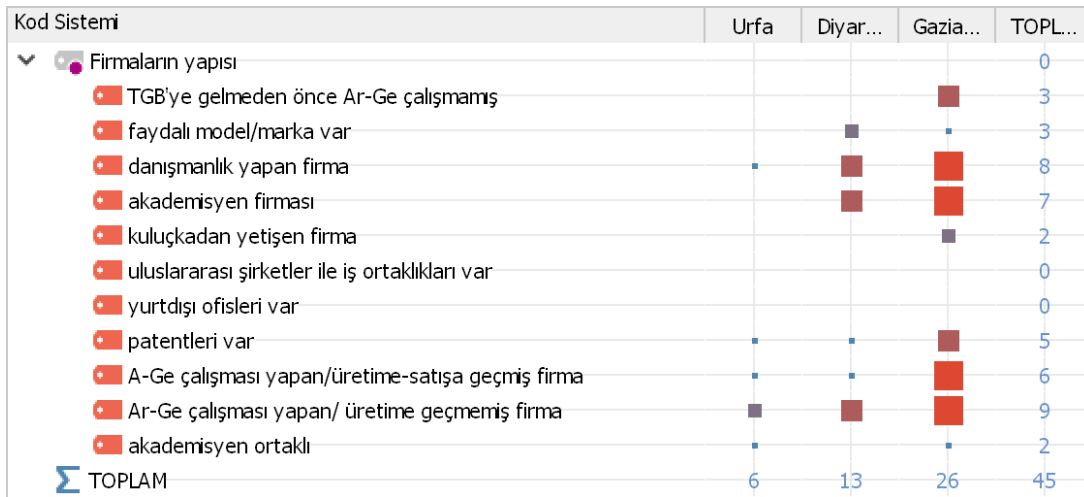 Kod Sistemi Urfa Diyar... Gazia... TOPL...
Firmaların yapısı 0
TGB'ye gelmeden önce Ar-Ge çalışmamış 3
faydalı model/marka var 3
danışmanlık yapan firma 8
akademisyen firması 7
kuluçkadan yetişen firma 2
uluslararası şirketler ile iş ortaklıkları var 0
yurtdışı ofisleri var 0
patentleri var 5
A-Ge çalışması yapan/üretime-satışa geçmiş firma 6
Ar-Ge çalışması yapan/ üretime geçmemiş firma 9
akademisyen ortaklı 2
Σ TOPLAM 6 13 26 45